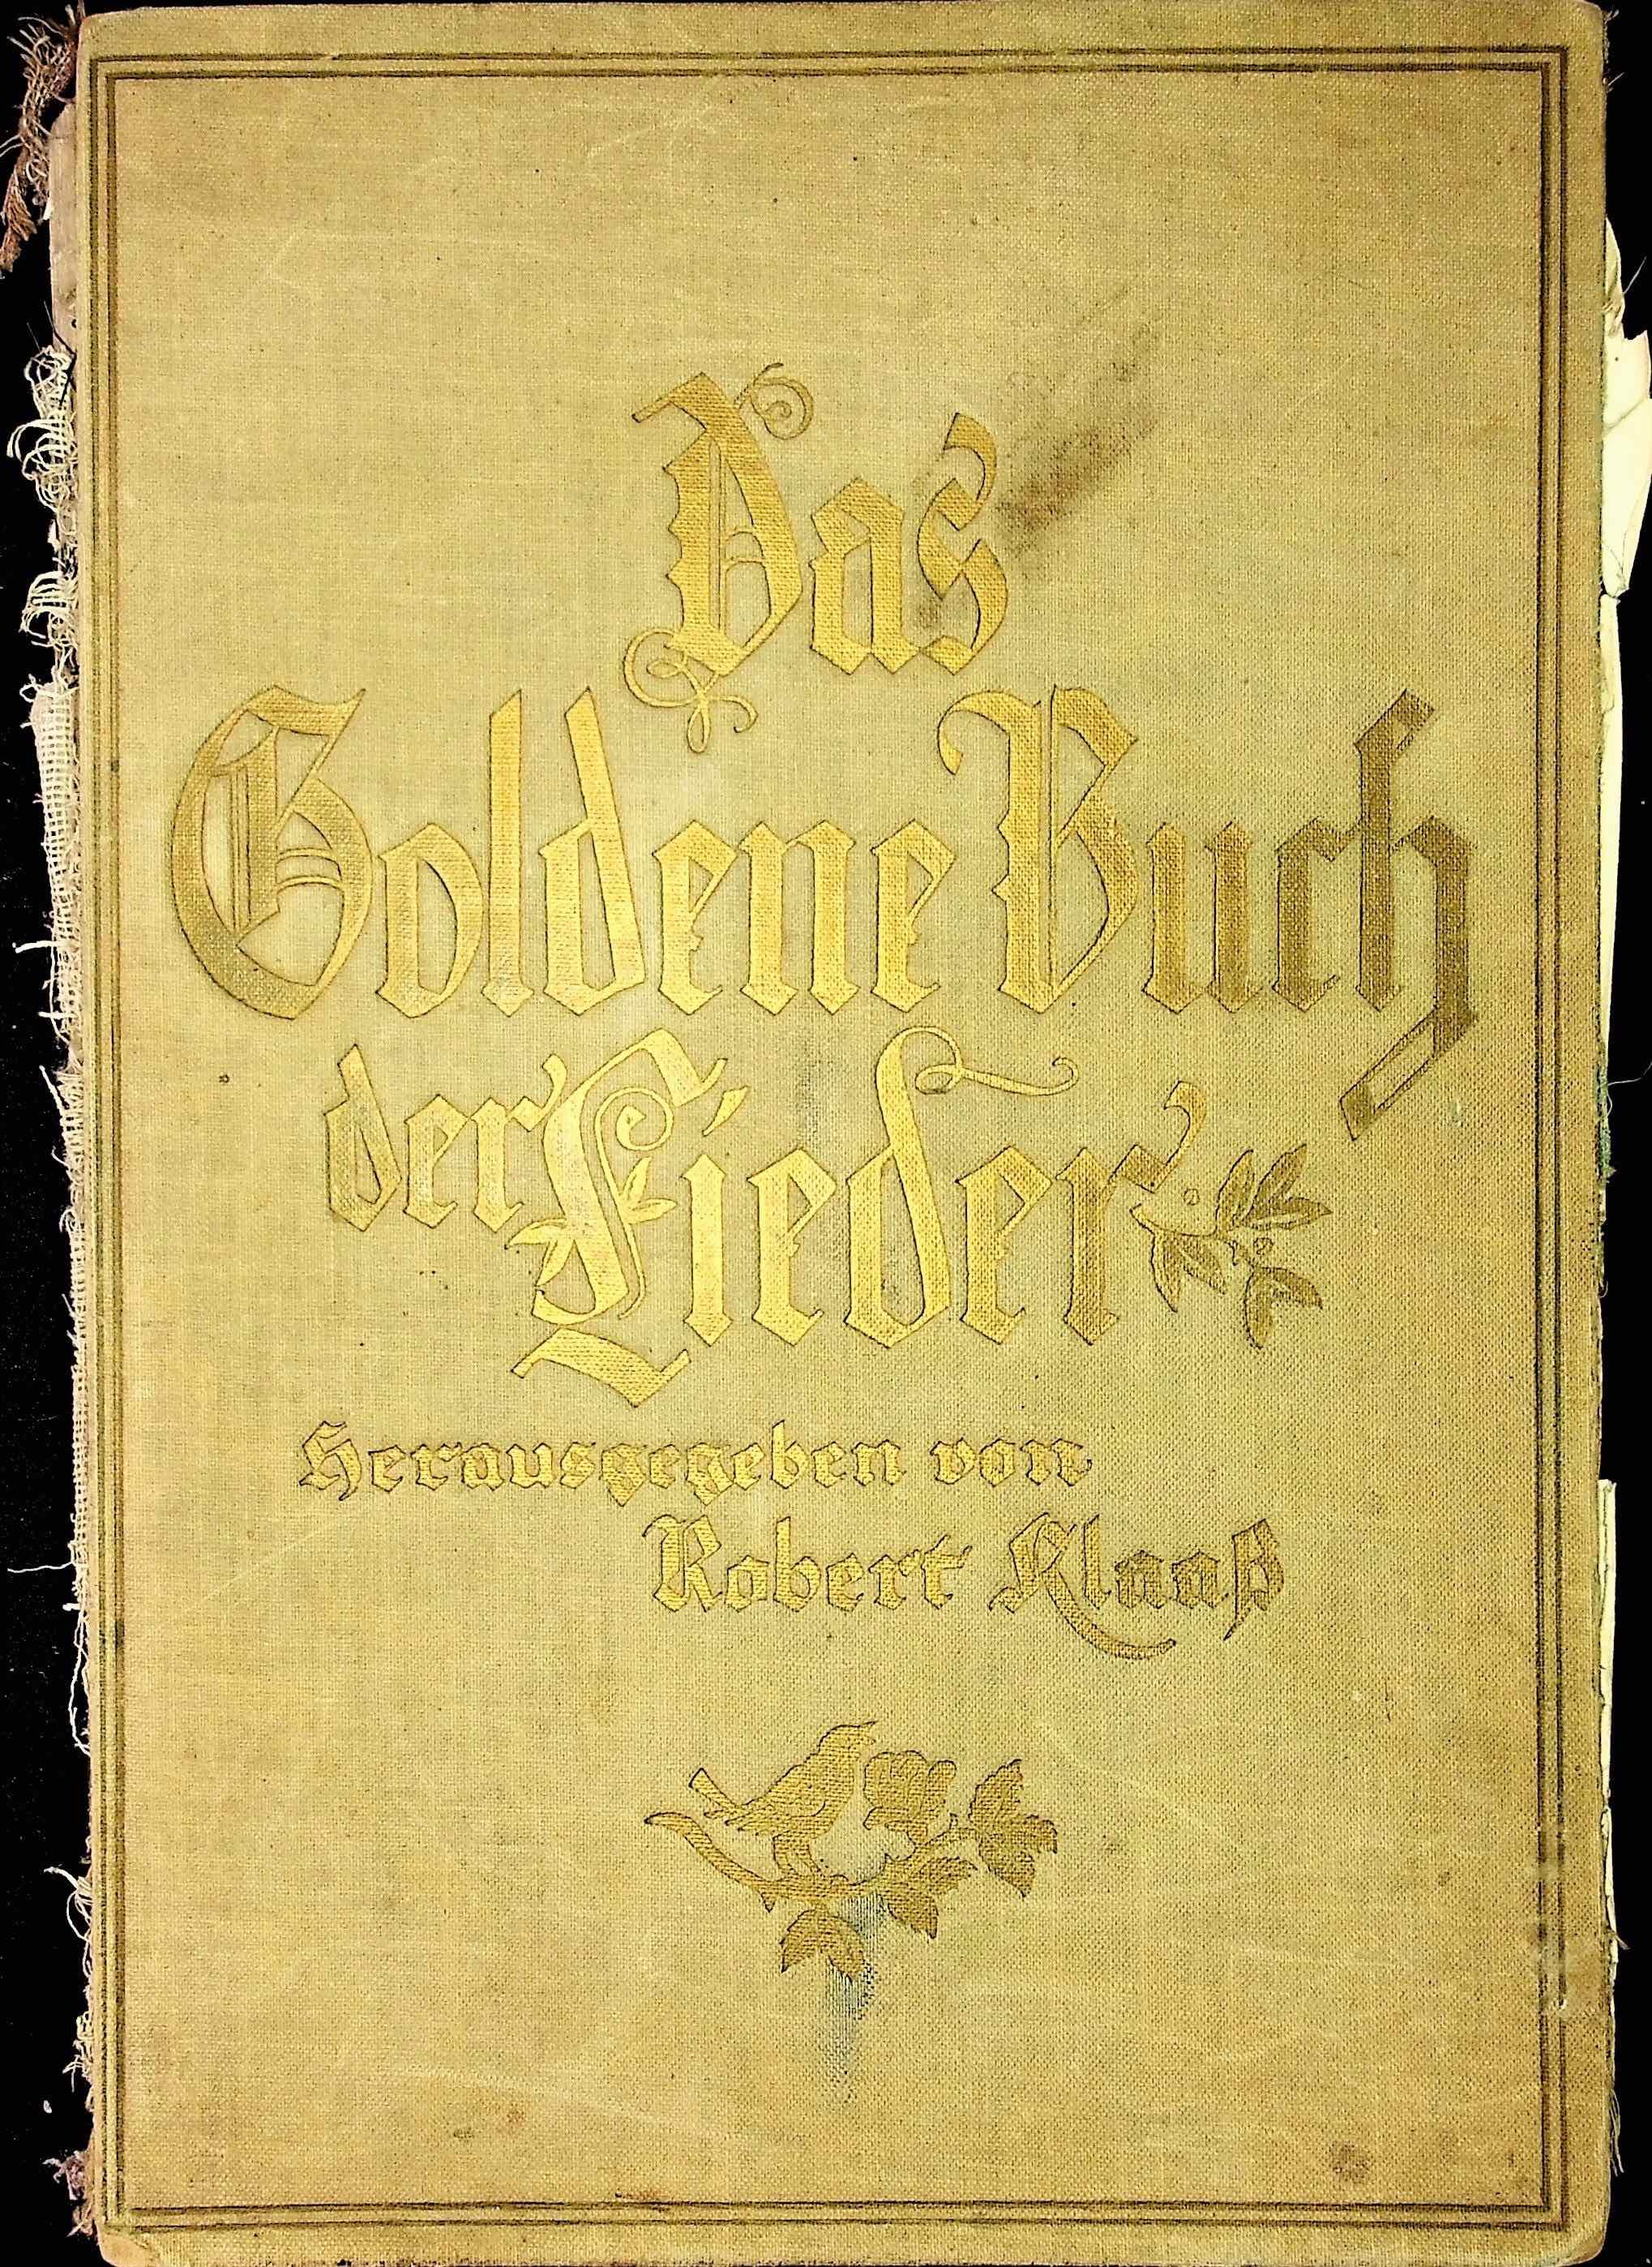 Das
Goldene Buch
der Lieder
Herausgegeben von
Robert Klaaß